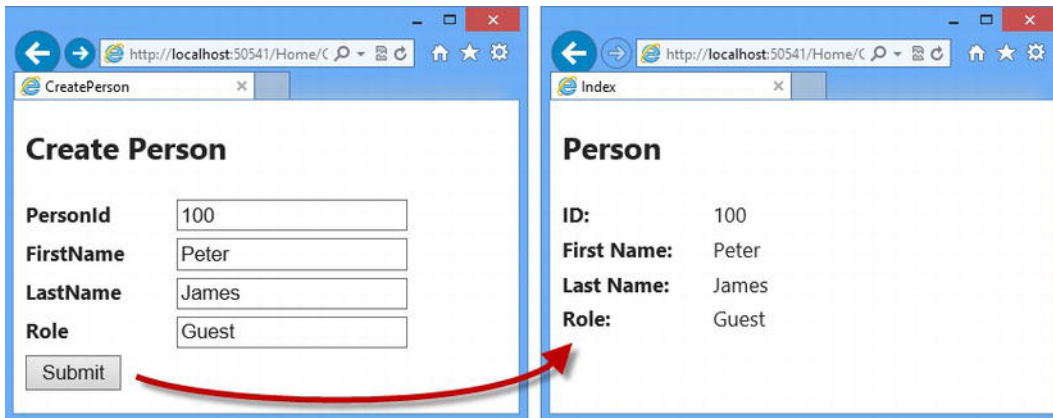 http://localhost:50541/Home/C
CreatePerson
Create Person
PersonId 100
FirstName Peter
LastName James
Role Guest
Submit
http://localhost:50541/Home/C
Index
Person
ID: 100
First Name: Peter
Last Name: James
Role: Guest